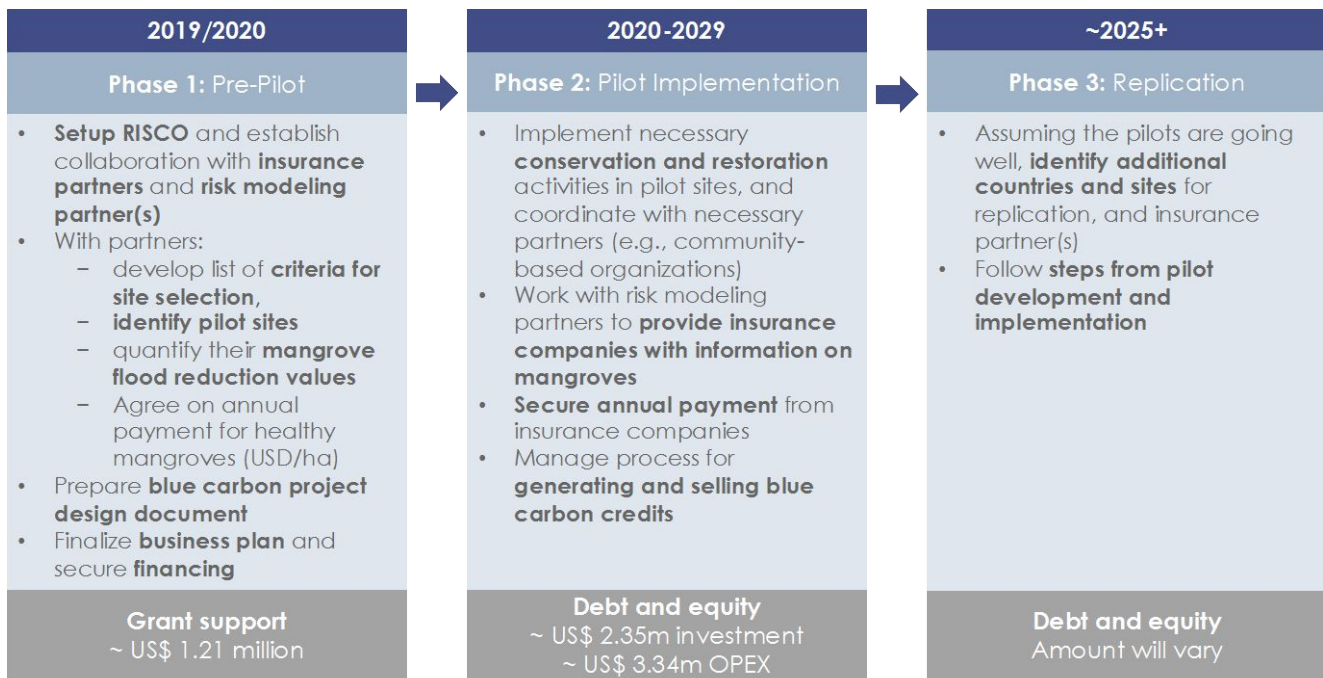 2019/2020
Phase 1: Pre-Pilot
• Setup RISCO and establish
collaboration with insurance
partners and risk modeling
partner(s)
• With partners:
– develop list of criteria for
site selection,
– identify pilot sites
– quantify their mangrove
flood reduction values
– Agree on annual
payment for healthy
mangroves (USD/ha)
• Prepare blue carbon project
design document
• Finalize business plan and
secure financing
Grant support
~ US$ 1.21 million
2020-2029
Phase 2: Pilot Implementation
• Implement necessary
conservation and restoration
activities in pilot sites, and
coordinate with necessary
partners (e.g., community-
based organizations)
• Work with risk modeling
partners to provide insurance
companies with information on
mangroves
• Secure annual payment from
insurance companies
• Manage process for
generating and selling blue
carbon credits
Debt and equity
~ US$ 2.35m investment
~ US$ 3.34m OPEX
~2025+
Phase 3: Replication
• Assuming the pilots are going
well, identify additional
countries and sites for
replication, and insurance
partner(s)
• Follow steps from pilot
development and
implementation
Debt and equity
Amount will vary